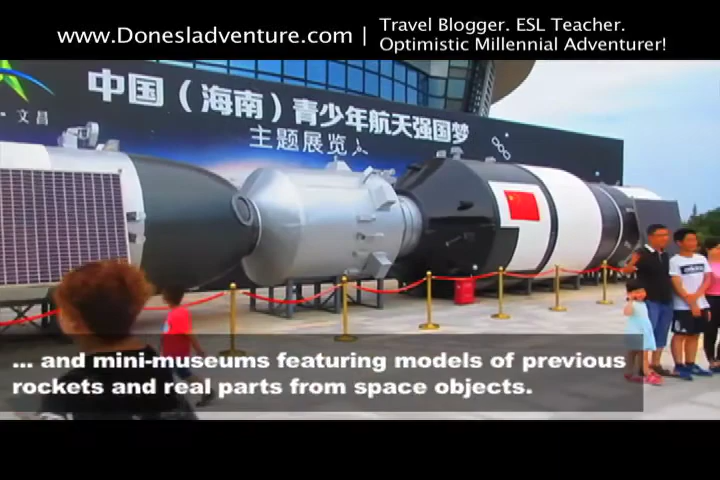 www.Donesladventure.com |
Travel Blogger. ESL Teacher.
Optimistic Millennial Adventurer!
中国（海南）青少年航天强国梦
·文昌
主题展览
... and mini-museums featuring models of previous
rockets and real parts from space objects.